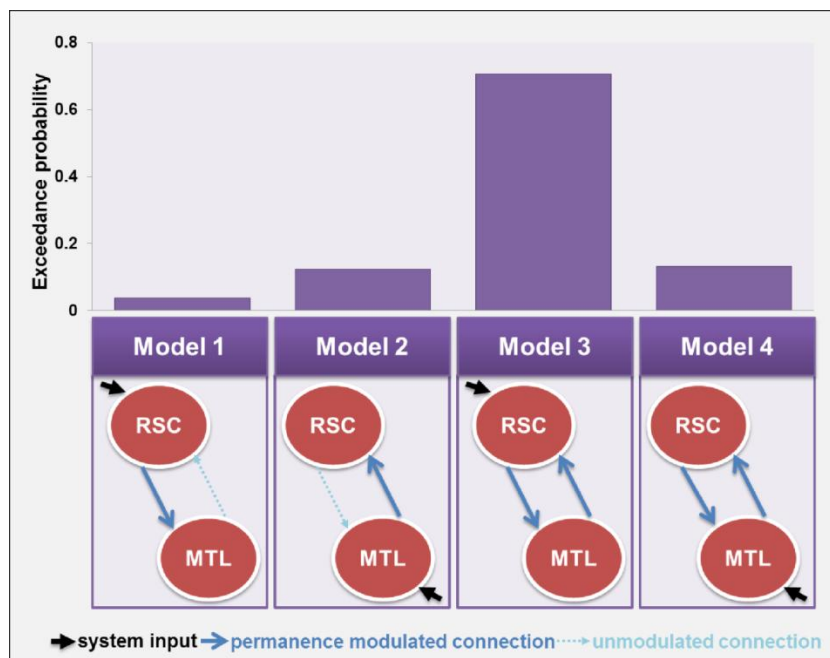 0.8
0.6
0.4
0.2
0
Exceedance probability
Model 1 Model 2 Model 3 Model 4
RSC RSC RSC RSC
MTL MTL MTL MTL
system input permanence modulated connection unmodulated connection